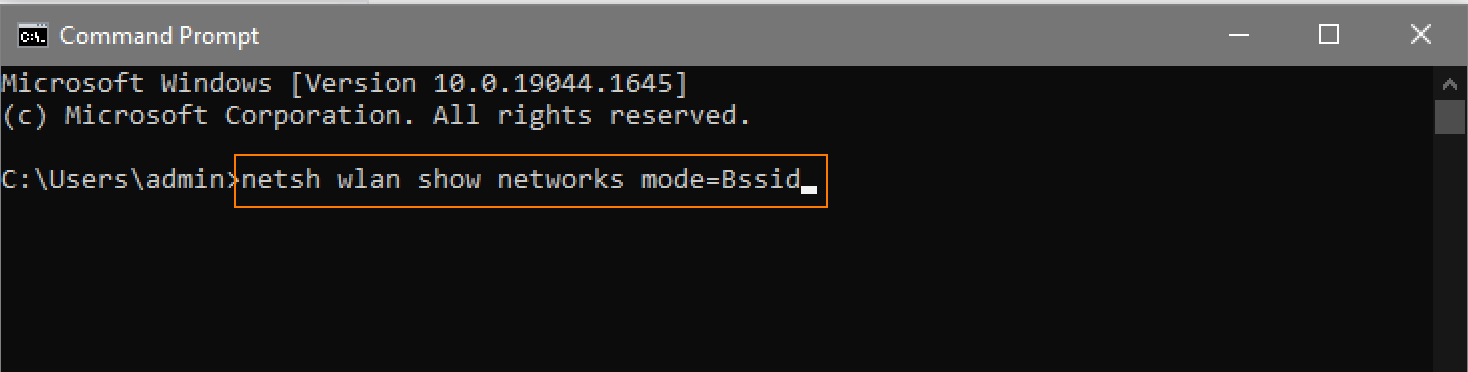 Command Prompt
Microsoft Windows [Version 10.0.19044.1645]
(c) Microsoft Corporation. All rights reserved.
C:\Users\admin>netsh wlan show networks mode=Bssid